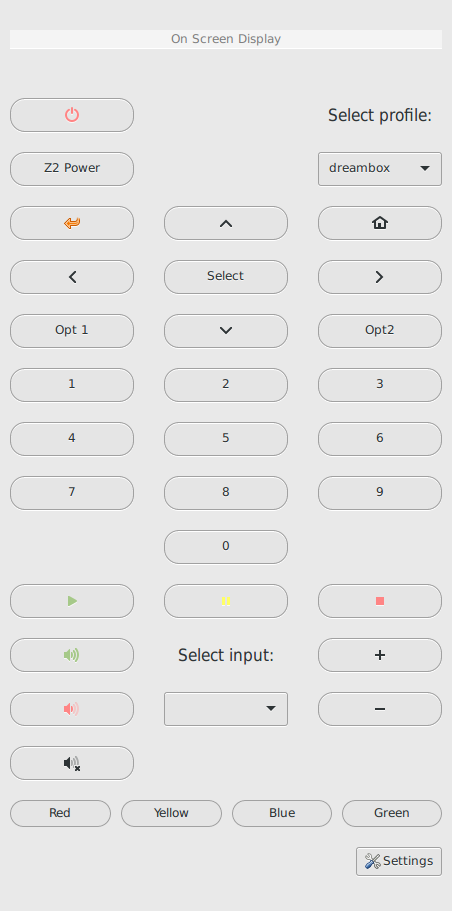 On Screen Display
Select profile:
Z2 Power
dreambox
Select
Opt 1
Opt2
1
2
3
4
5
6
7
8
9
0
Select input:
+
−
Red
Yellow
Blue
Green
Settings